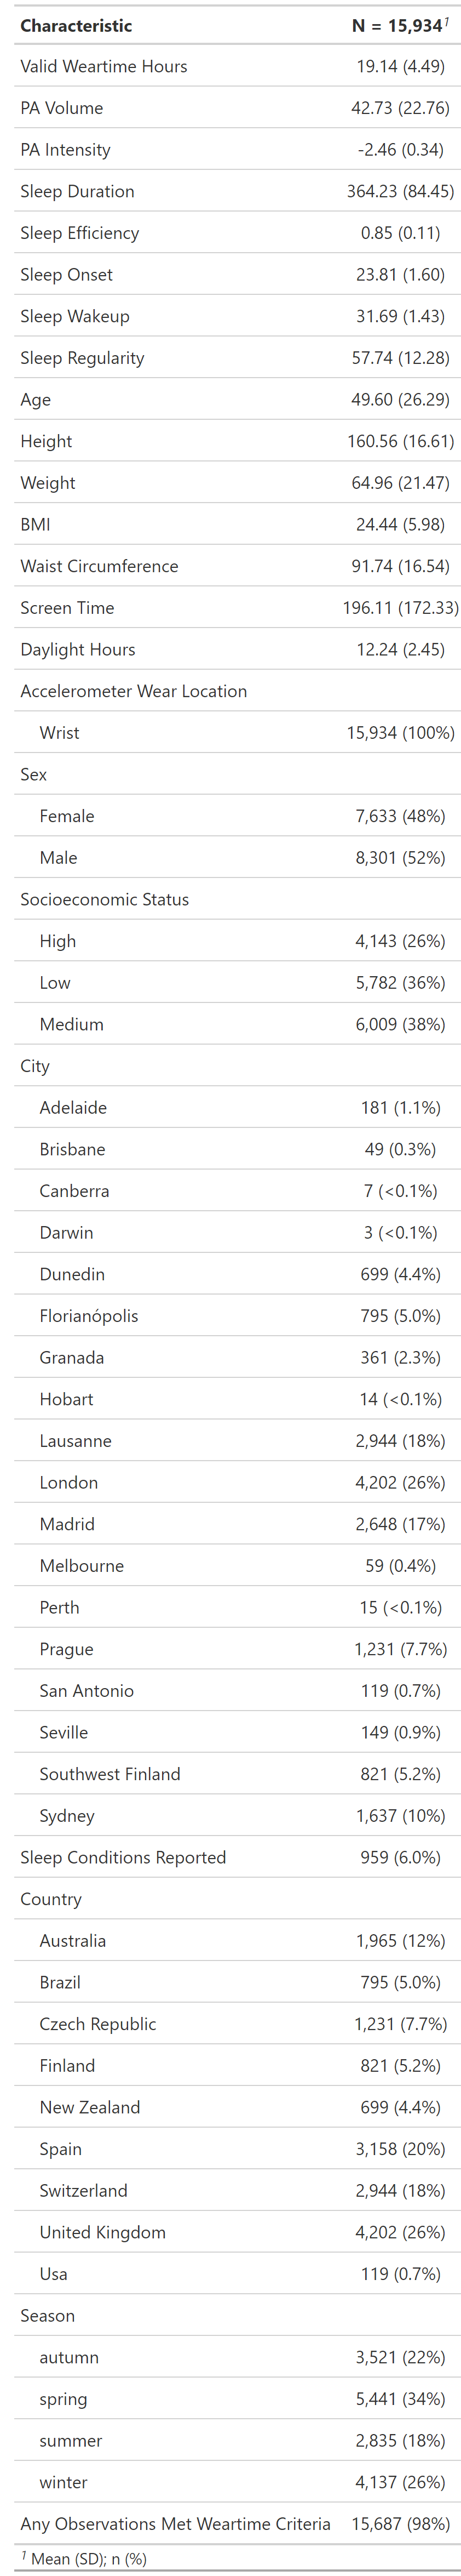 Characteristic N = 15,934¹
Valid Weartime Hours 19.14 (4.49)
PA Volume 42.73 (22.76)
PA Intensity -2.46 (0.34)
Sleep Duration 364.23 (84.45)
Sleep Efficiency 0.85 (0.11)
Sleep Onset 23.81 (1.60)
Sleep Wakeup 31.69 (1.43)
Sleep Regularity 57.74 (12.28)
Age 49.60 (26.29)
Height 160.56 (16.61)
Weight 64.96 (21.47)
BMI 24.44 (5.98)
Waist Circumference 91.74 (16.54)
Screen Time 196.11 (172.33)
Daylight Hours 12.24 (2.45)
Accelerometer Wear Location
Wrist 15,934 (100%)
Sex
Female 7,633 (48%)
Male 8,301 (52%)
Socioeconomic Status
High 4,143 (26%)
Low 5,782 (36%)
Medium 6,009 (38%)
City
Adelaide 181 (1.1%)
Brisbane 49 (0.3%)
Canberra 7 (<0.1%)
Darwin 3 (<0.1%)
Dunedin 699 (4.4%)
Florianópolis 795 (5.0%)
Granada 361 (2.3%)
Hobart 14 (<0.1%)
Lausanne 2,944 (18%)
London 4,202 (26%)
Madrid 2,648 (17%)
Melbourne 59 (0.4%)
Perth 15 (<0.1%)
Prague 1,231 (7.7%)
San Antonio 119 (0.7%)
Seville 149 (0.9%)
Southwest Finland 821 (5.2%)
Sydney 1,637 (10%)
Sleep Conditions Reported 959 (6.0%)
Country
Australia 1,965 (12%)
Brazil 795 (5.0%)
Czech Republic 1,231 (7.7%)
Finland 821 (5.2%)
New Zealand 699 (4.4%)
Spain 3,158 (20%)
Switzerland 2,944 (18%)
United Kingdom 4,202 (26%)
Usa 119 (0.7%)
Season
autumn 3,521 (22%)
spring 5,441 (34%)
summer 2,835 (18%)
winter 4,137 (26%)
Any Observations Met Weartime Criteria 15,687 (98%)
¹ Mean (SD); n (%)